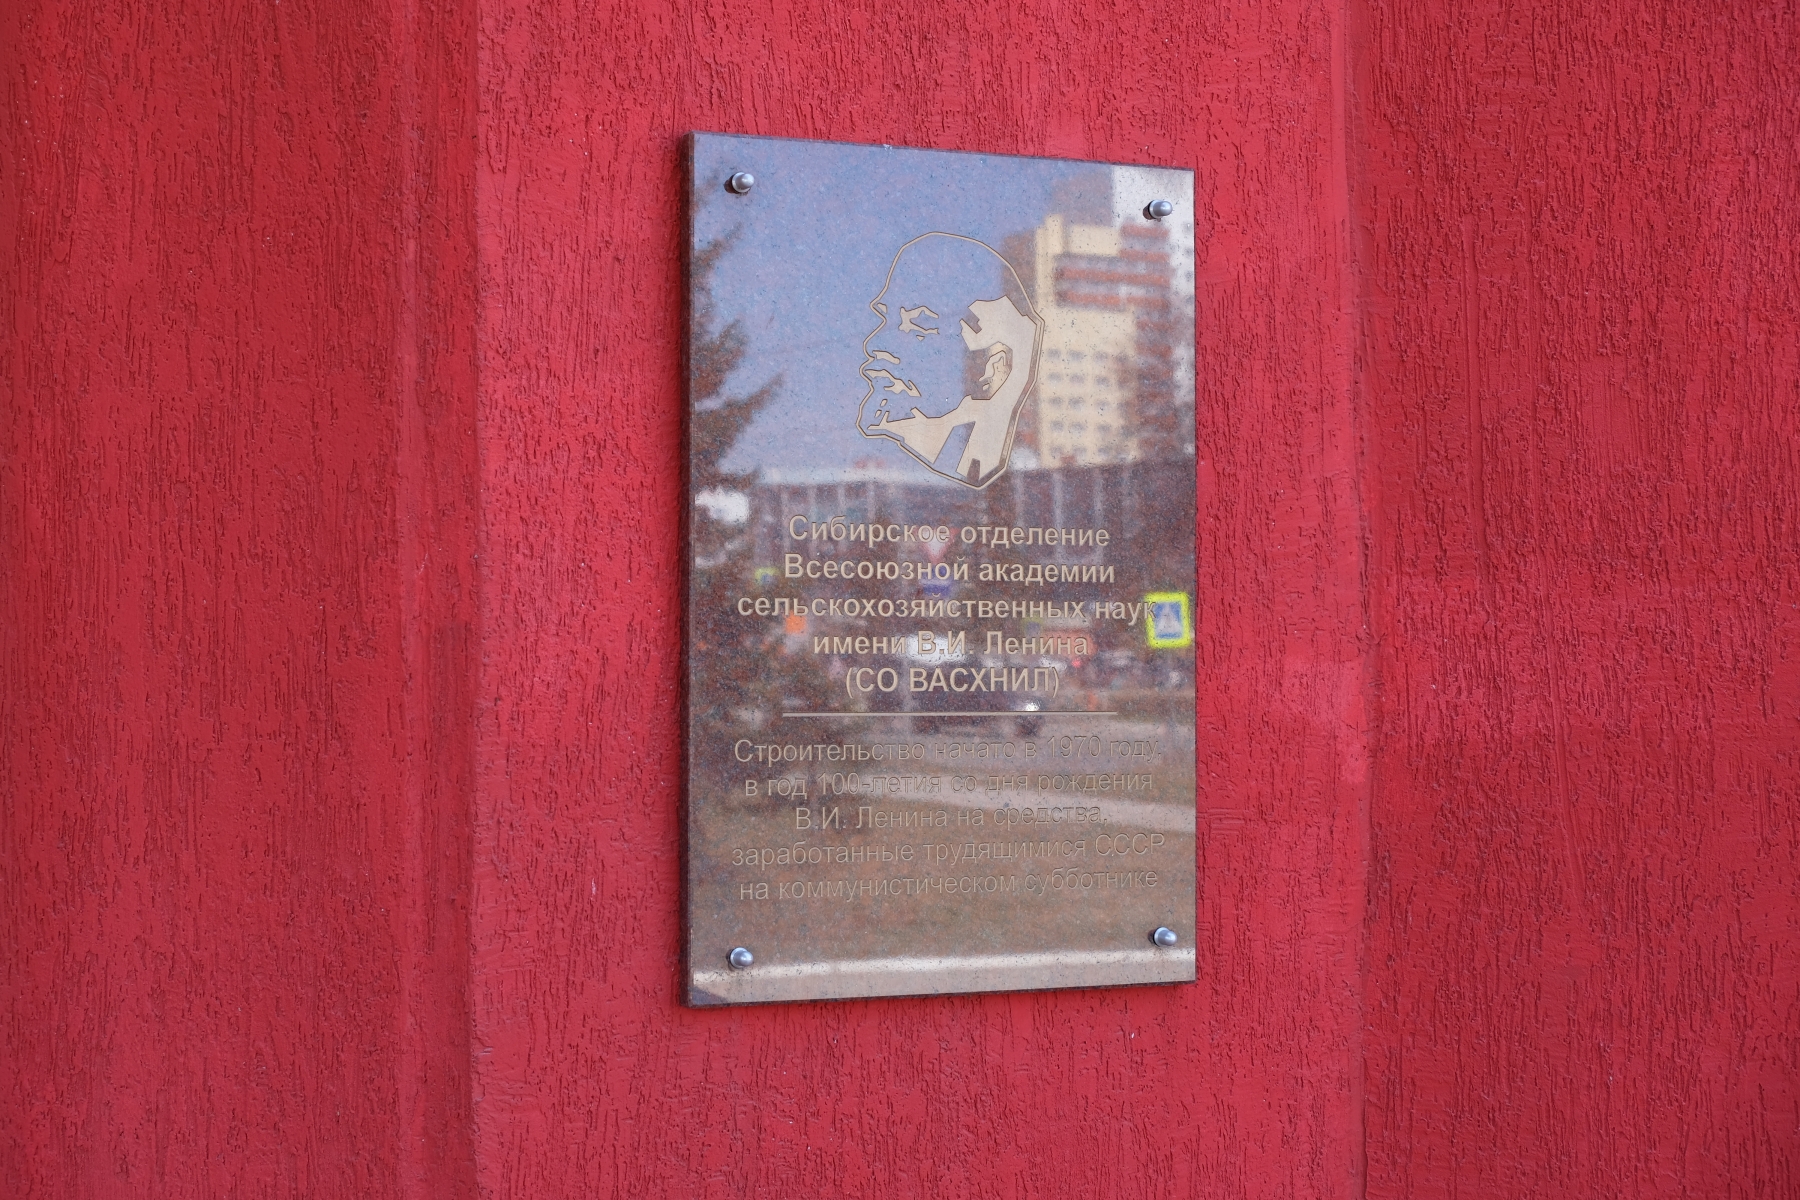 Сибирское отделение
Всесоюзной академии
сельскохозяйственных наук
имени В.И. Ленина
(СО ВАСХНИЛ)
Строительство начато в 1970 году,
в год 100-летия со дня рождения
В.И. Ленина на средства,
заработанные трудящимися СССР
на коммунистическом субботнике